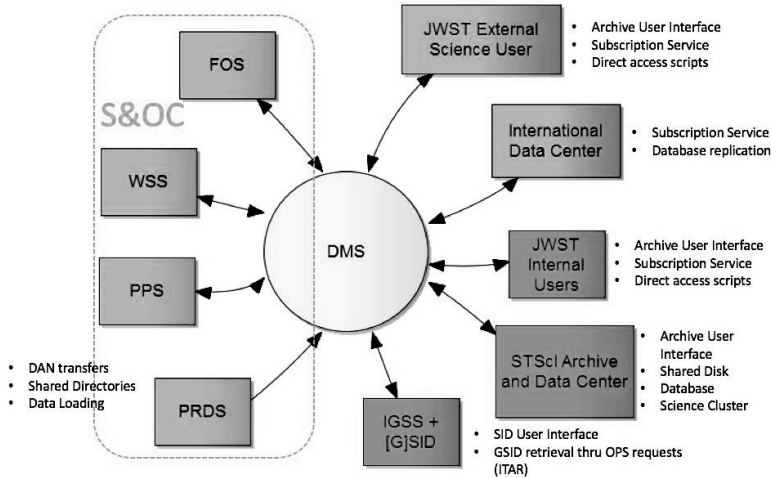 FOS
S&OC
WSS
PPS
PRDS
• DAN transfers
• Shared Directories
• Data Loading
DMS
JWST External
Science User
• Archive User Interface
• Subscription Service
• Direct access scripts
International
Data Center
• Subscription Service
• Database replication
JWST
Internal
Users
• Archive User Interface
• Subscription Service
• Direct access scripts
STScI Archive
and Data Center
• Archive User
Interface
• Shared Disk
• Database
• Science Cluster
IGSS +
[G]SID
• SID User Interface
• GSID retrieval thru OPS requests
(ITAR)